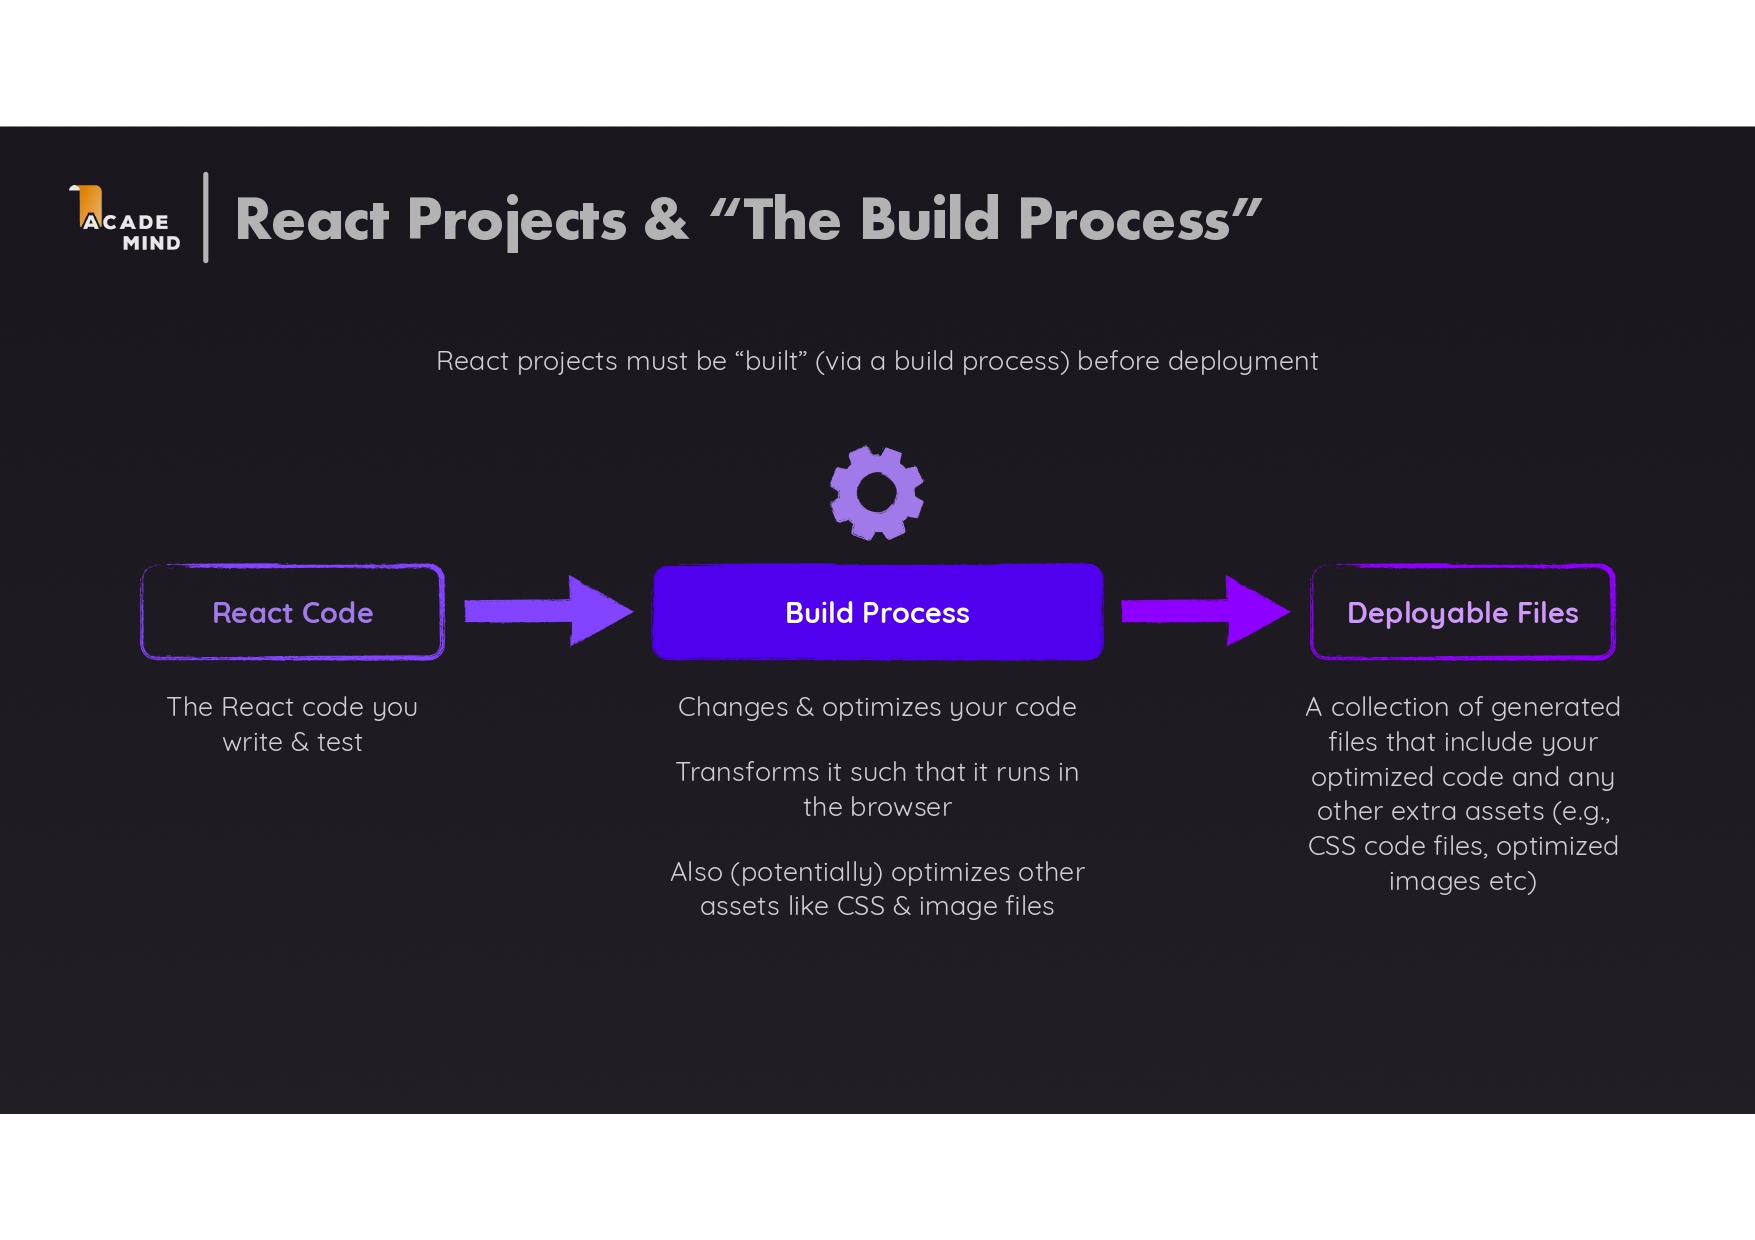 ACADE
MIND
React Projects & “The Build Process”
React projects must be “built” (via a build process) before deployment
React Code
Build Process
Deployable Files
The React code you
write & test
Changes & optimizes your code
Transforms it such that it runs in
the browser
Also (potentially) optimizes other
assets like CSS & image files
A collection of generated
files that include your
optimized code and any
other extra assets (e.g.,
CSS code files, optimized
images etc)